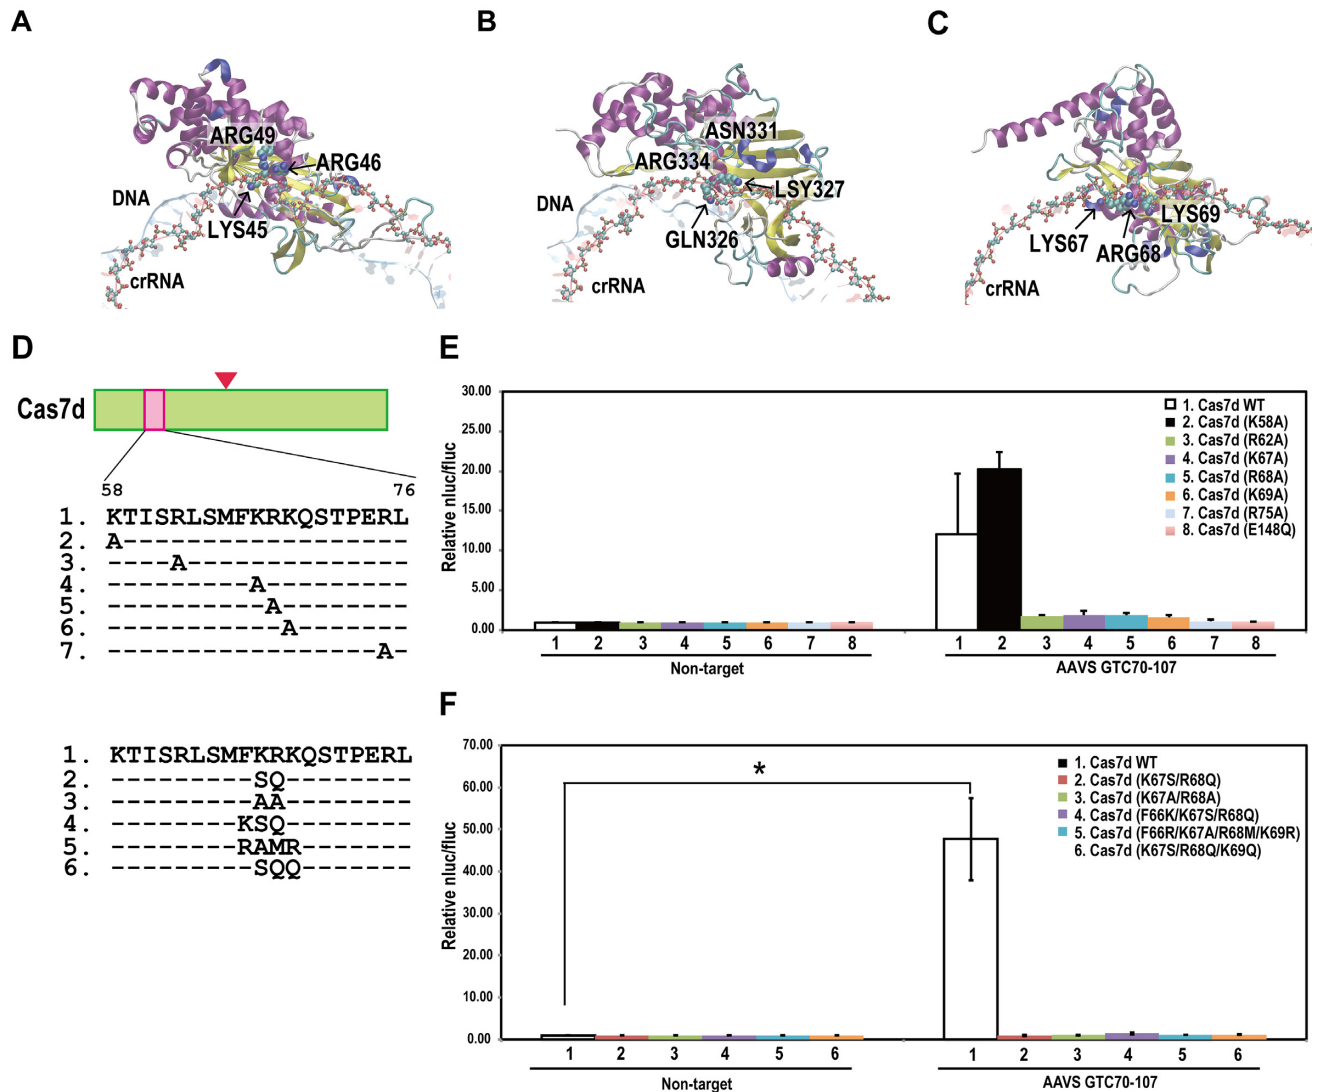 A
B
C
ARG49
ARG46
DNA
LYS45
crRNA
ASN331
ARG334
LSY327
DNA
GLN326
crRNA
LYS69
LYS67
ARG68
crRNA
D
Cas7d
58 76
1. KTISRLSMFKRKQSTPERL
2. A------------------
3. ----A--------------
4. ---------A---------
5. ----------A--------
6. -----------A-------
7. -----------------A-
1. KTISRLSMFKRKQSTPERL
2. ---------SQ--------
3. ---------AA--------
4. --------KSQ--------
5. --------RAMR-------
6. ---------SQQ-------
E
Relative nluc/fluc
30.00
25.00
20.00
15.00
10.00
5.00
0.00
1. Cas7d WT
2. Cas7d (K58A)
3. Cas7d (R62A)
4. Cas7d (K67A)
5. Cas7d (R68A)
6. Cas7d (K69A)
7. Cas7d (R75A)
8. Cas7d (E148Q)
1 2 3 4 5 6 7 8 1 2 3 4 5 6 7 8
Non-target AAVS GTC70-107
F
Relative nluc/fluc
70.00
60.00
50.00
40.00
30.00
20.00
10.00
0.00
*
1. Cas7d WT
2. Cas7d (K67S/R68Q)
3. Cas7d (K67A/R68A)
4. Cas7d (F66K/K67S/R68Q)
5. Cas7d (F66R/K67A/R68M/K69R)
6. Cas7d (K67S/R68Q/K69Q)
1 2 3 4 5 6 1 2 3 4 5 6
Non-target AAVS GTC70-107